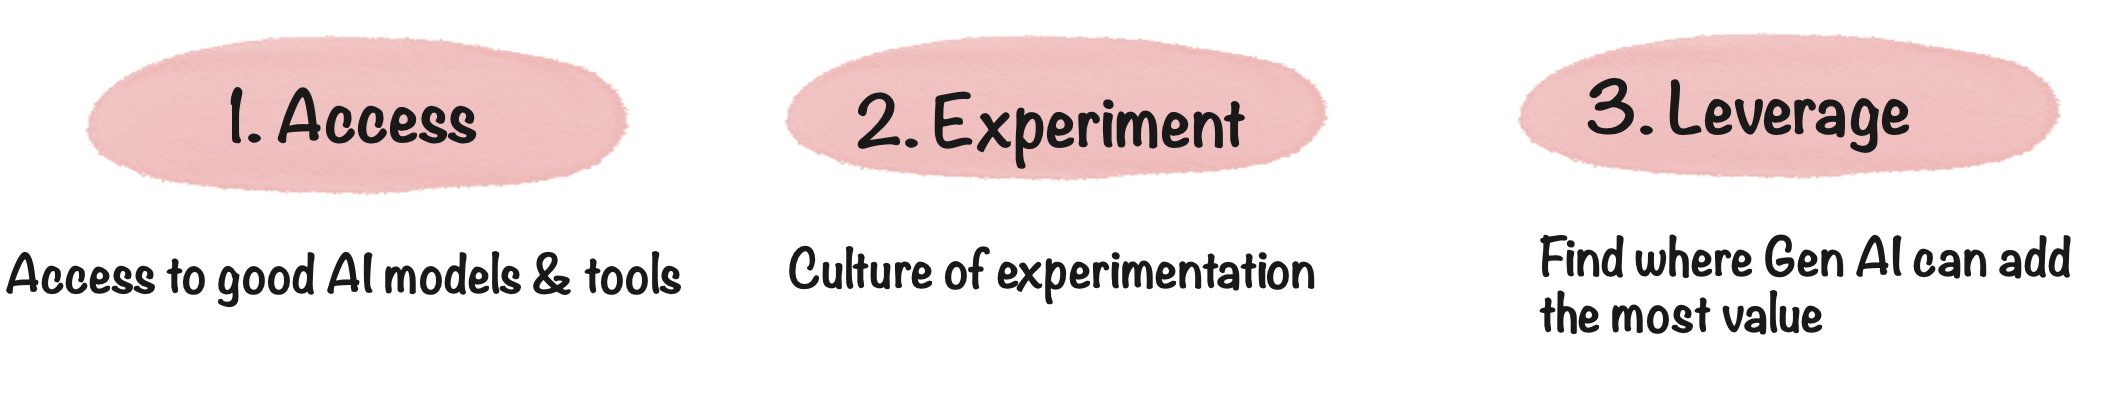 1. Access
Access to good AI models & tools
2. Experiment
Culture of experimentation
3. Leverage
Find where Gen AI can add
the most value